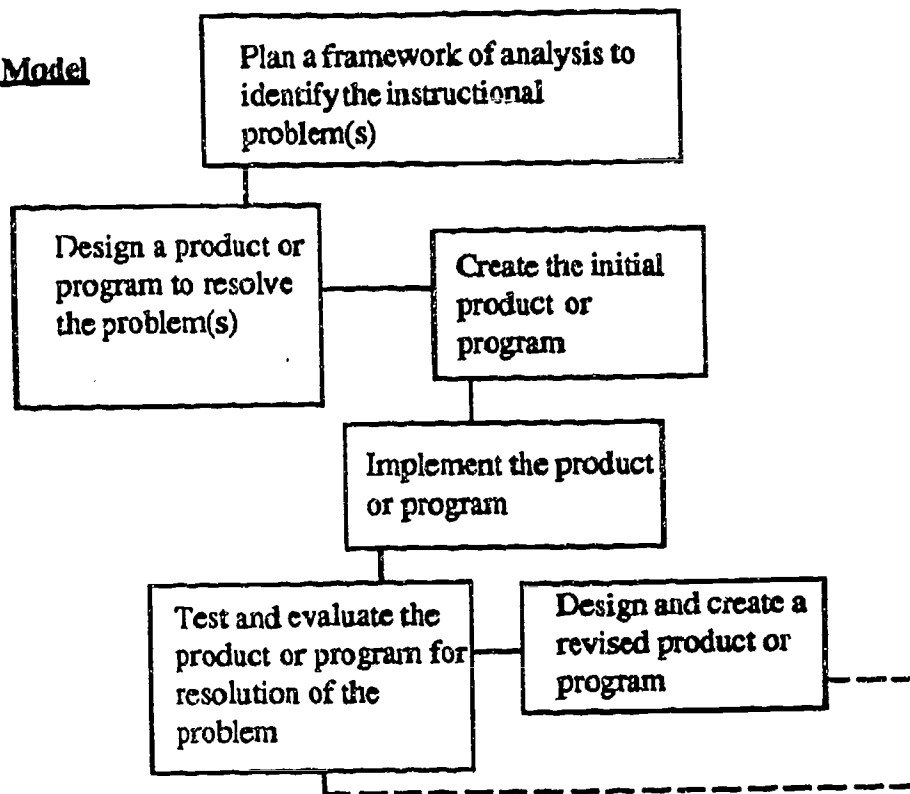 Model
Plan a framework of analysis to
identify the instructional
problem(s)
Design a product or
program to resolve
the problem(s)
Create the initial
product or
program
Implement the product
or program
Test and evaluate the
product or program for
resolution of the
problem
Design and create a
revised product or
program